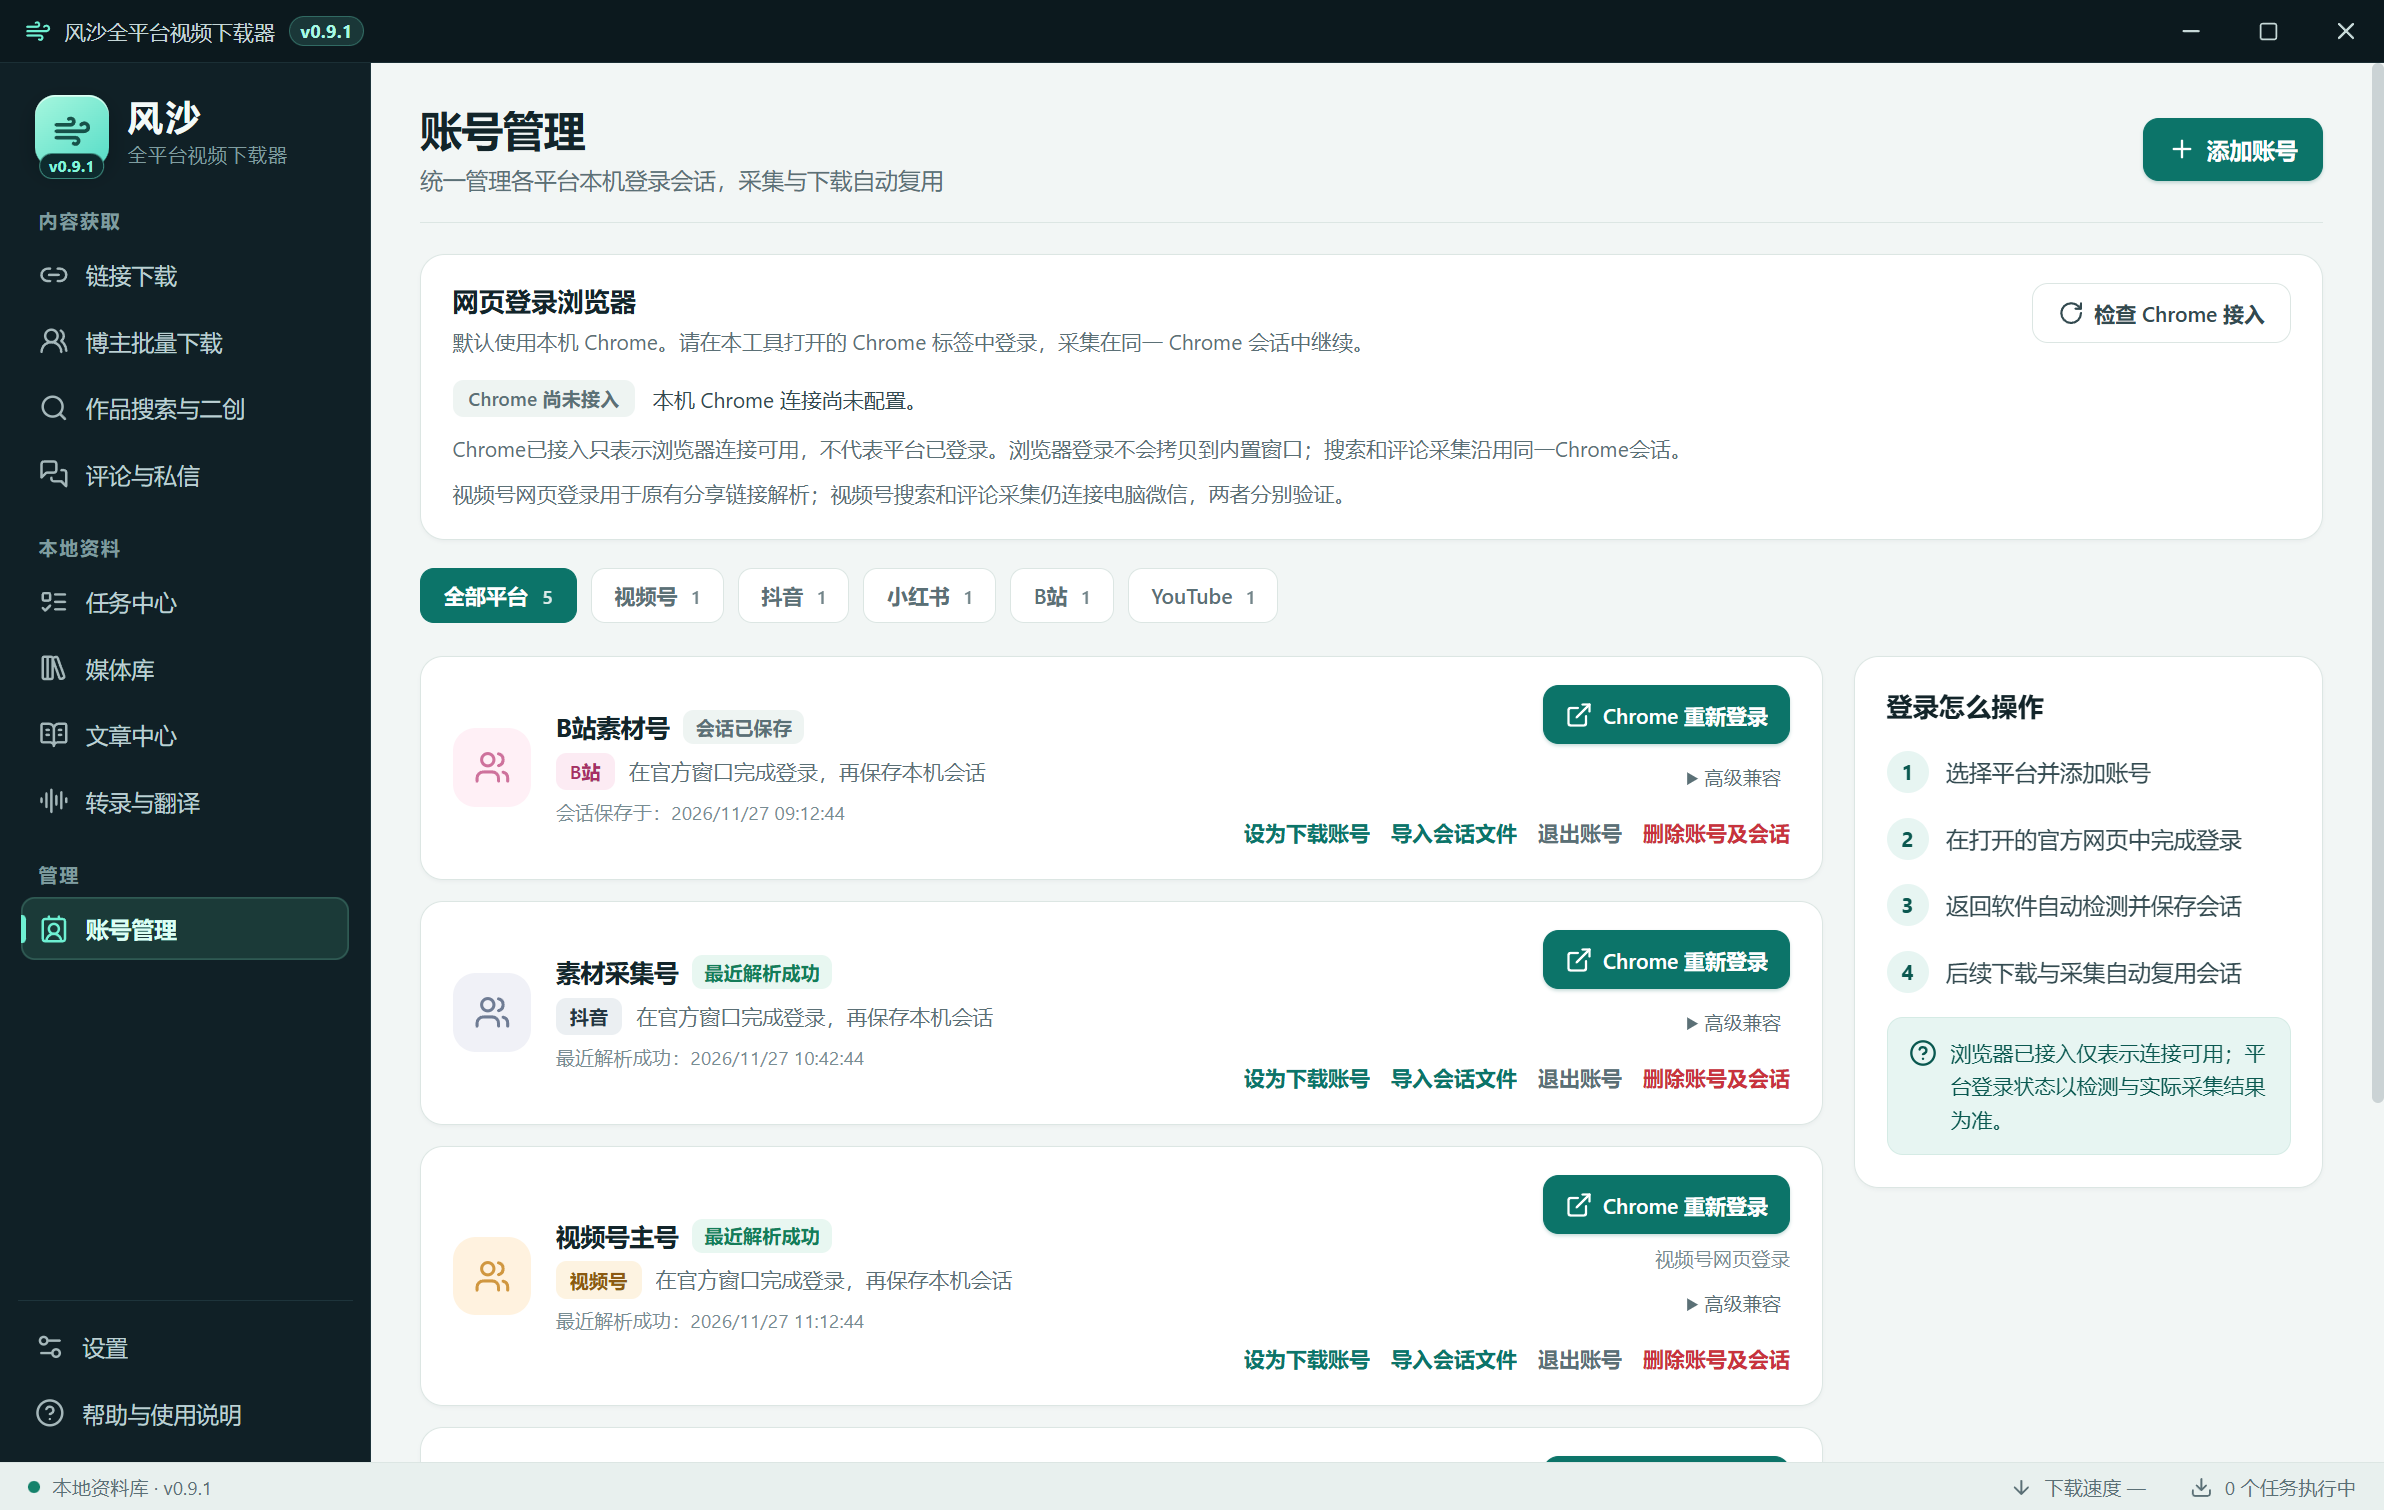 风沙全平台视频下载器 v0.9.1
风沙
全平台视频下载器
v0.9.1
内容获取
链接下载
博主批量下载
作品搜索与二创
评论与私信
本地资料
任务中心
媒体库
文章中心
转录与翻译
管理
账号管理
设置
帮助与使用说明
账号管理
统一管理各平台本机登录会话，采集与下载自动复用
添加账号
网页登录浏览器
默认使用本机 Chrome。请在本工具打开的 Chrome 标签中登录，采集在同一 Chrome 会话中继续。
检查 Chrome 接入
Chrome 尚未接入 本机 Chrome 连接尚未配置。
Chrome已接入只表示浏览器连接可用，不代表平台已登录。浏览器登录不会拷贝到内置窗口；搜索和评论采集沿用同一Chrome会话。
视频号网页登录用于原有分享链接解析；视频号搜索和评论采集仍连接电脑微信，两者分别验证。
全部平台 5 视频号 1 抖音 1 小红书 1 B站 1 YouTube 1
B站素材号 会话已保存
B站 在官方窗口完成登录，再保存本机会话
会话保存于：2026/11/27 09:12:44
Chrome 重新登录
高级兼容
设为下载账号 导入会话文件 退出账号 删除账号及会话
素材采集号 最近解析成功
抖音 在官方窗口完成登录，再保存本机会话
最近解析成功：2026/11/27 10:42:44
Chrome 重新登录
高级兼容
设为下载账号 导入会话文件 退出账号 删除账号及会话
视频号主号 最近解析成功
视频号 在官方窗口完成登录，再保存本机会话
最近解析成功：2026/11/27 11:12:44
Chrome 重新登录
视频号网页登录
高级兼容
设为下载账号 导入会话文件 退出账号 删除账号及会话
登录怎么操作
1 选择平台并添加账号
2 在打开的官方网页中完成登录
3 返回软件自动检测并保存会话
4 后续下载与采集自动复用会话
浏览器已接入仅表示连接可用；平
台登录状态以检测与实际采集结果
为准。
本地资料库 · v0.9.1
下载速度 —
0 个任务执行中